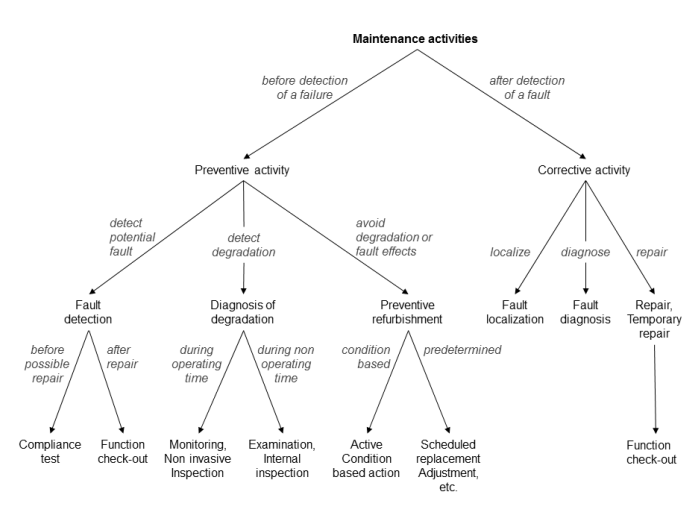 Maintenance activities
before detection
of a failure
after detection
of a fault
Preventive activity
Corrective activity
detect
potential
fault
detect
degradation
avoid
degradation or
fault effects
localize
diagnose
repair
Fault
detection
Diagnosis of
degradation
Preventive
refurbishment
Fault
localization
Fault
diagnosis
Repair,
Temporary
repair
before
possible
repair
after
repair
during
operating
time
during non
operating
time
condition
based
predetermined
Compliance
test
Function
check-out
Monitoring,
Non invasive
Inspection
Examination,
Internal
inspection
Active
Condition
based action
Scheduled
replacement
Adjustment,
etc.
Function
check-out